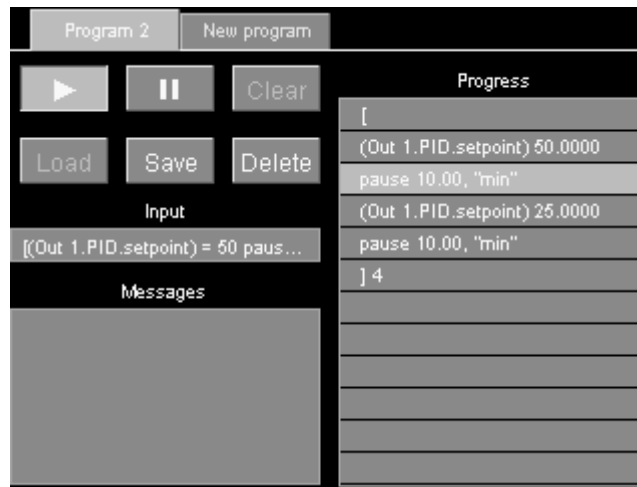 Program 2
New program
Clear
Load
Save
Delete
Input
[(Out 1.PID.setpoint) = 50 paus...
Messages
Progress
[
(Out 1.PID.setpoint) 50.0000
pause 10.00, "min"
(Out 1.PID.setpoint) 25.0000
pause 10.00, "min"
] 4